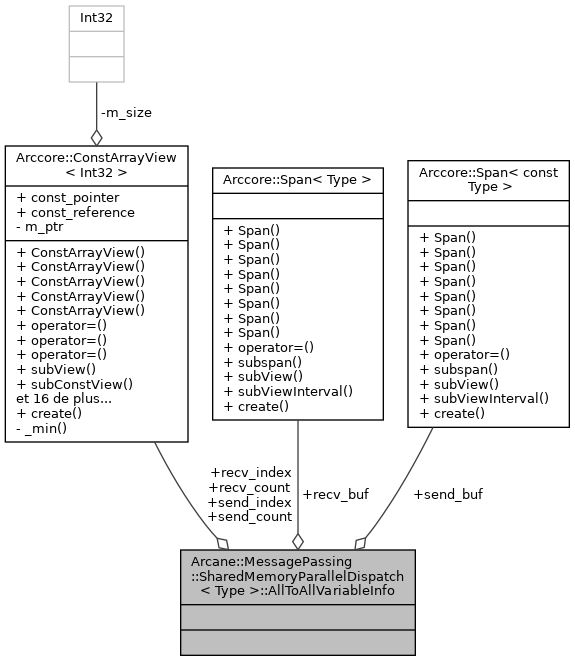 Int32
-m_size
Arccore::ConstArrayView
< Int32 >
+ const_pointer
+ const_reference
- m_ptr
+ ConstArrayView()
+ ConstArrayView()
+ ConstArrayView()
+ ConstArrayView()
+ ConstArrayView()
+ operator=()
+ operator=()
+ operator=()
+ subView()
+ subConstView()
et 16 de plus...
+ create()
- _min()
Arccore::Span< Type >
+ Span()
+ Span()
+ Span()
+ Span()
+ Span()
+ Span()
+ Span()
+ Span()
+ operator=()
+ subspan()
+ subView()
+ subViewInterval()
+ create()
Arccore::Span< const
Type >
+ Span()
+ Span()
+ Span()
+ Span()
+ Span()
+ Span()
+ Span()
+ Span()
+ operator=()
+ subspan()
+ subView()
+ subViewInterval()
+ create()
+recv_index
+recv_count
+send_index
+send_count
+recv_buf
+send_buf
Arcane::MessagePassing
::SharedMemoryParallelDispatch
< Type >::AllToAllVariableInfo